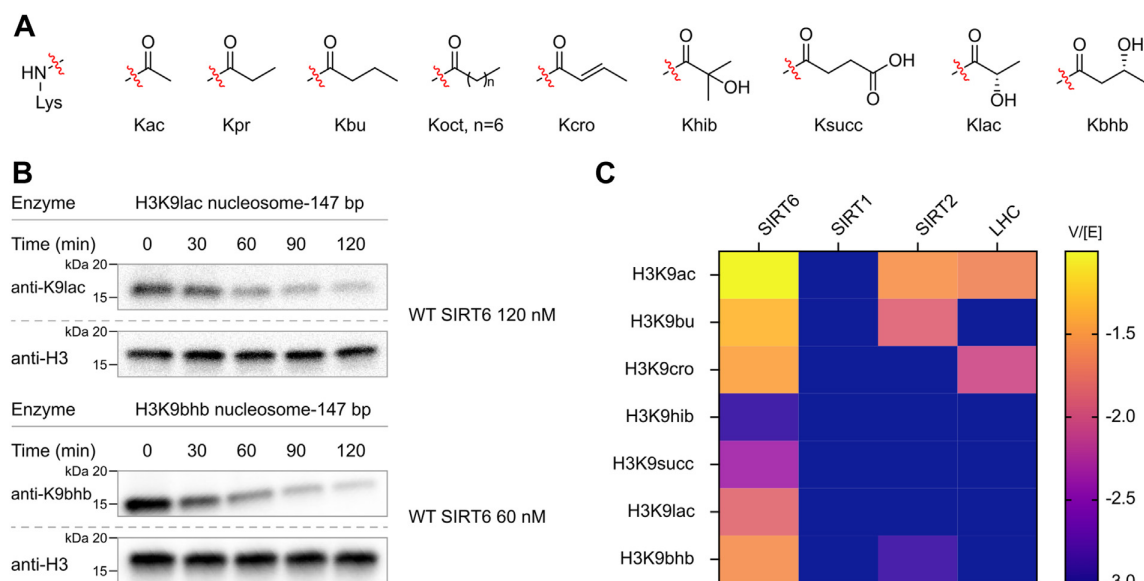 A
HN
Lys
O
Kac
O
Kpr
O
Kbu
O
n
Koct, n=6
O
Kcro
O
OH
Khib
O
OH
O
Ksucc
O
OH
Klac
O
OH
Kbhb
B
Enzyme H3K9lac nucleosome-147 bp
Time (min) 0 30 60 90 120
kDa 20
anti-K9lac
15
WT SIRT6 120 nM
kDa 20
anti-H3
15
Enzyme H3K9bhb nucleosome-147 bp
Time (min) 0 30 60 90 120
kDa 20
anti-K9bhb
15
WT SIRT6 60 nM
kDa 20
anti-H3
15
C
SIRT6 SIRT1 SIRT2 LHC
V/[E]
H3K9ac
H3K9bu
H3K9cro
H3K9hib
H3K9succ
H3K9lac
H3K9bhb
-1.5
-2.0
-2.5
-3.0